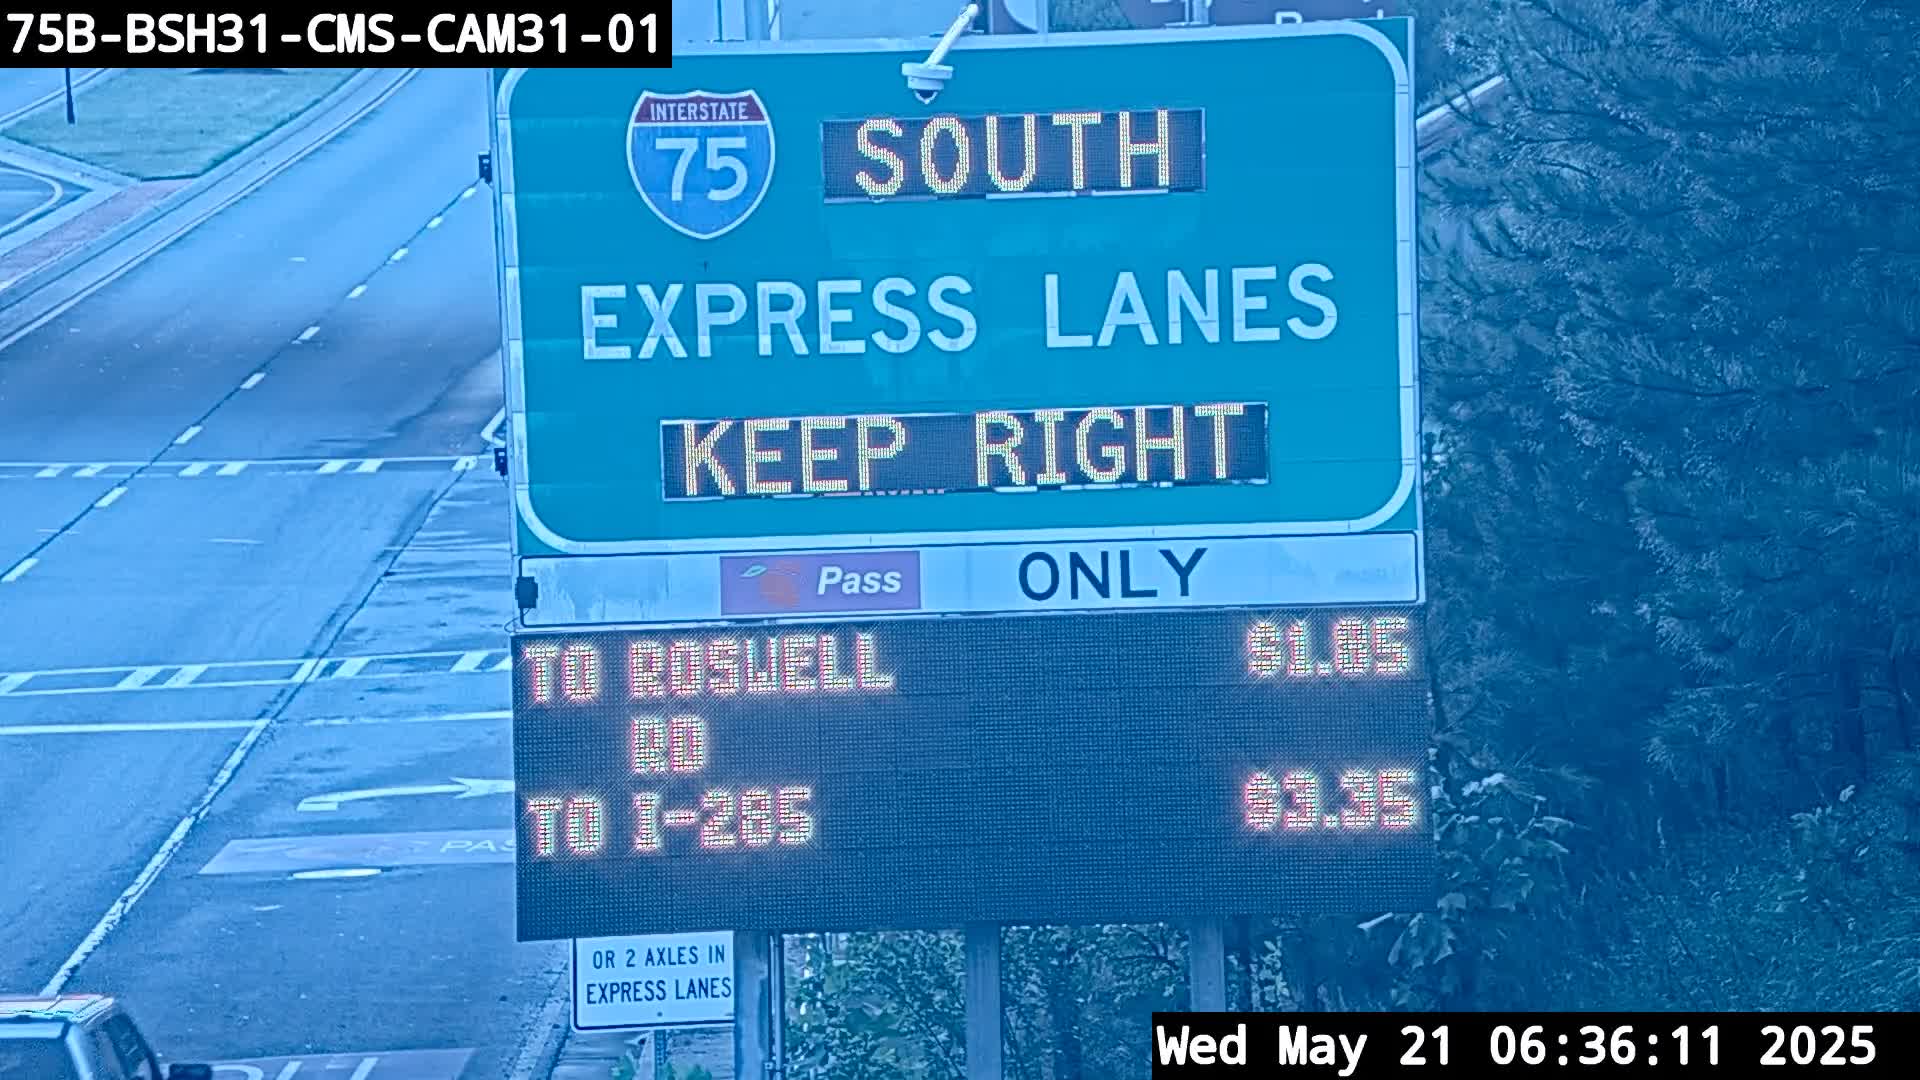 75B-BSH31-CMS-CAM31-01
INTERSTATE
75
SOUTH
EXPRESS LANES
KEEP RIGHT
Pass ONLY
TO ROSWELL $1.85
RD
TO I-285 $3.35
OR 2 AXLES IN
EXPRESS LANES
Wed May 21 06:36:11 2025